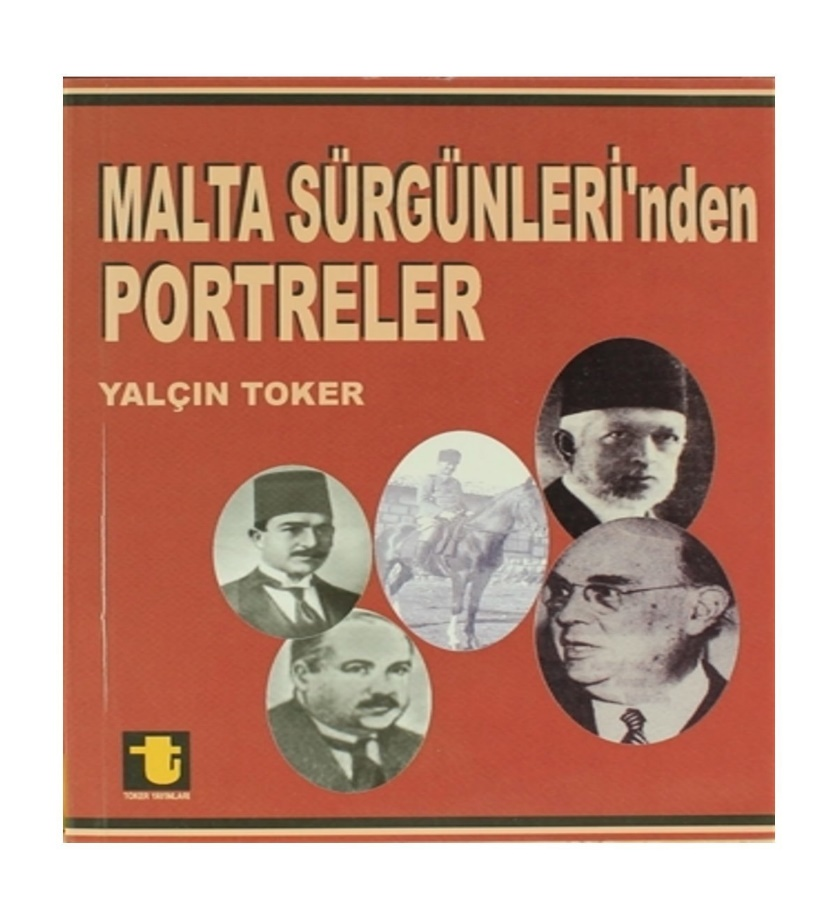 MALTA SÜRGÜNLERİ'nden
PORTRELER
YALÇIN TOKER
t
TOKER YAYINLARI